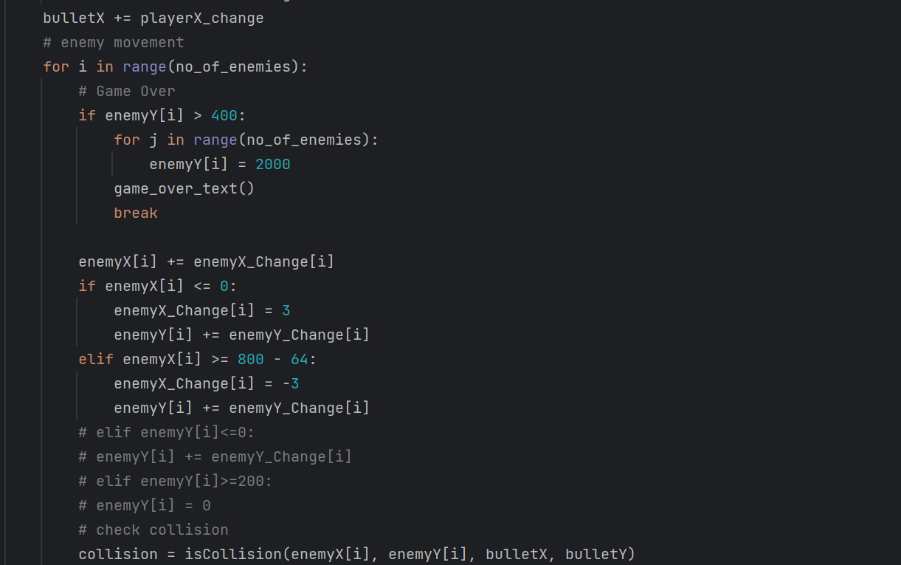 bulletX += playerX_change
# enemy movement
for i in range(no_of_enemies):
# Game Over
if enemyY[i] > 400:
for j in range(no_of_enemies):
enemyY[i] = 2000
game_over_text()
break
enemyX[i] += enemyX_Change[i]
if enemyX[i] <= 0:
enemyX_Change[i] = 3
enemyY[i] += enemyY_Change[i]
elif enemyX[i] >= 800 - 64:
enemyX_Change[i] = -3
enemyY[i] += enemyY_Change[i]
# elif enemyY[i]<=0:
# enemyY[i] += enemyY_Change[i]
# elif enemyY[i]>=200:
# enemyY[i] = 0
# check collision
collision = isCollision(enemyX[i], enemyY[i], bulletX, bulletY)